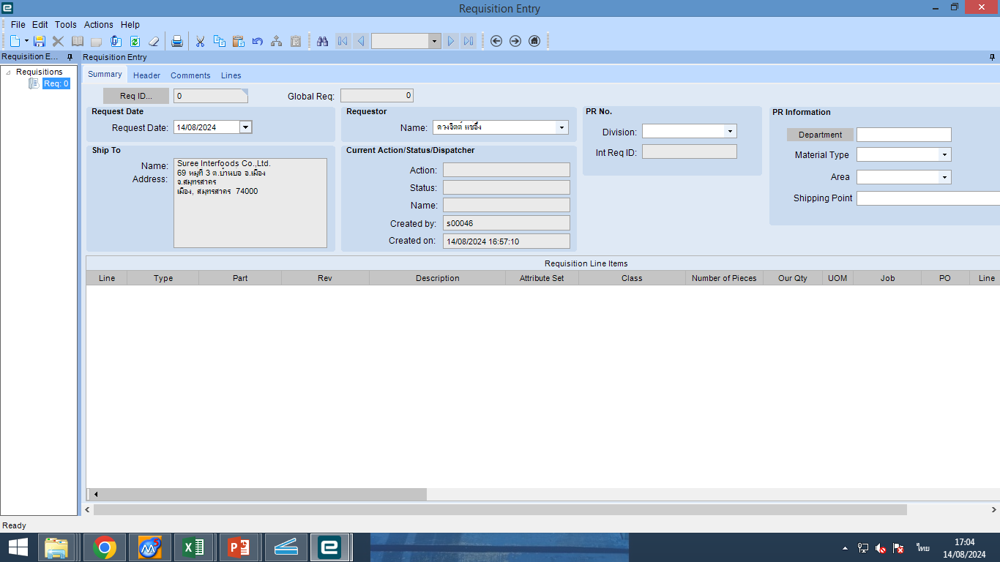 Requisition Entry
File Edit Tools Actions Help
Requisition E... Requisition Entry
Requisitions
Req: 0
Summary Header Comments Lines
Req ID... 0 Global Req: 0
Request Date
Request Date: 14/08/2024
Requestor
Name: ดวงจิตต์ แซอึ้ง
PR No.
Division:
Int Req ID:
PR Information
Department
Material Type
Area
Shipping Point
Ship To
Name: Suree Interfoods Co.,Ltd.
Address: 69 หมู่ที่ 3 ต.บ้านบ่อ อ.เมือง
จ.สมุทรสาคร
เมือง, สมุทรสาคร 74000
Current Action/Status/Dispatcher
Action:
Status:
Name:
Created by: s00046
Created on: 14/08/2024 16:57:10
Requisition Line Items
Line Type Part Rev Description Attribute Set Class Number of Pieces Our Qty UOM Job PO Line
Ready
ไทย
17:04
14/08/2024